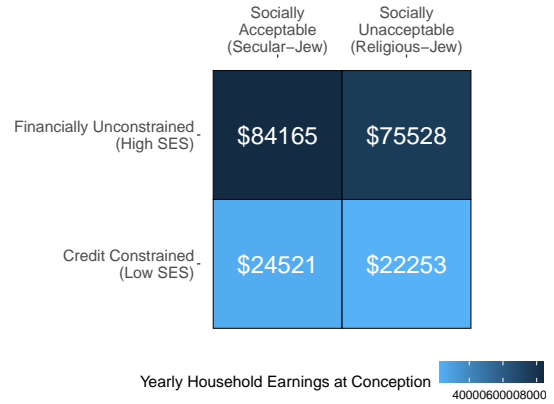 Socially
Acceptable
(Secular−Jew)
Socially
Unacceptable
(Religious−Jew)
Financially Unconstrained
(High SES)
$84165
$75528
Credit Constrained
(Low SES)
$24521
$22253
Yearly Household Earnings at Conception
40000600008000